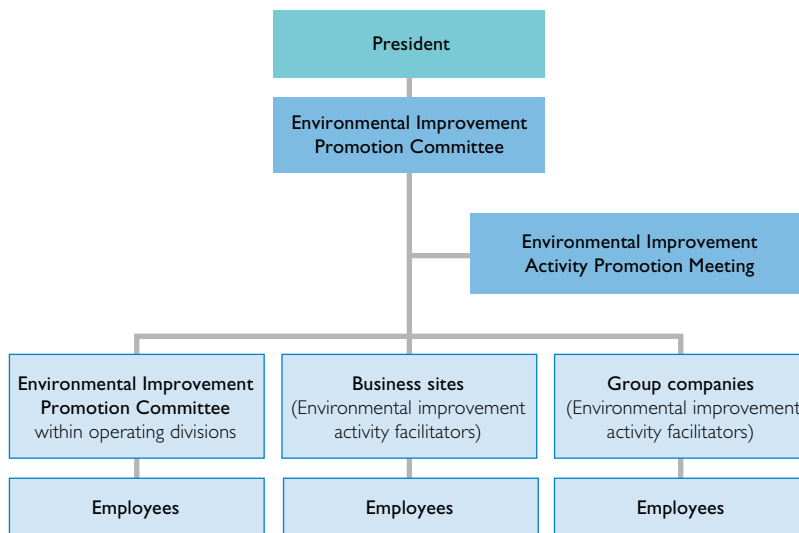 President
Environmental Improvement
Promotion Committee
Environmental Improvement
Activity Promotion Meeting
Environmental Improvement
Promotion Committee
within operating divisions
Business sites
(Environmental improvement
activity facilitators)
Group companies
(Environmental improvement
activity facilitators)
Employees
Employees
Employees